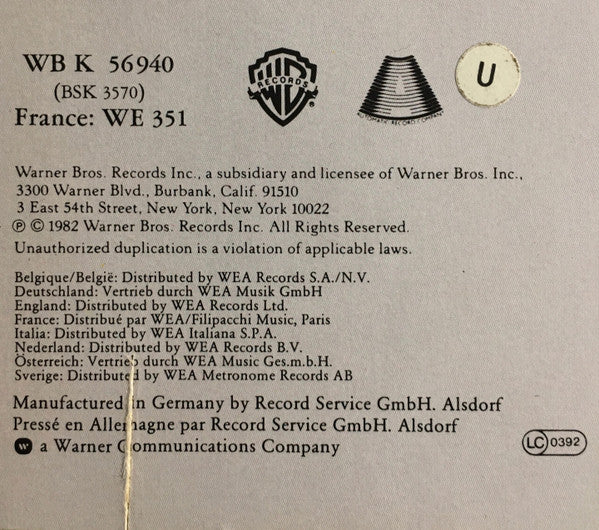 WB K 56940
(BSK 3570)
France: WE 351
RECORDS
WB
®
AUTOMATIC RECORD COMPANY
U
Warner Bros. Records Inc., a subsidiary and licensee of Warner Bros. Inc.,
3300 Warner Blvd., Burbank, Calif. 91510
3 East 54th Street, New York, New York 10022
℗ © 1982 Warner Bros. Records Inc. All Rights Reserved.
Unauthorized duplication is a violation of applicable laws.
Belgique/België: Distributed by WEA Records S.A./N.V.
Deutschland: Vertrieb durch WEA Musik GmbH
England: Distributed by WEA Records Ltd.
France: Distribué par WEA/Filipacchi Music, Paris
Italia: Distributed by WEA Italiana S.P.A.
Nederland: Distributed by WEA Records B.V.
Österreich: Vertrieb durch WEA Music Ges.m.b.H.
Sverige: Distributed by WEA Metronome Records AB
Manufactured in Germany by Record Service GmbH. Alsdorf
Pressé en Allemagne par Record Service GmbH. Alsdorf
w a Warner Communications Company
LC 0392